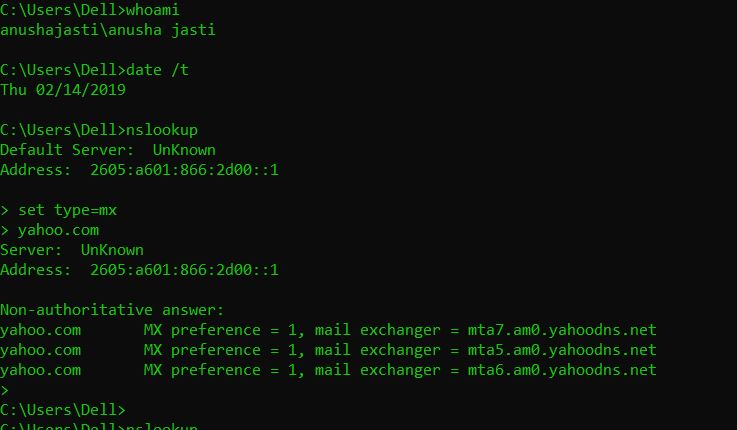 C:\Users\Dell>whoami
anushajasti\anusha jasti
C:\Users\Dell>date /t
Thu 02/14/2019
C:\Users\Dell>nslookup
Default Server:  UnKnown
Address:  2605:a601:866:2d00::1
> set type=mx
> yahoo.com
Server:  UnKnown
Address:  2605:a601:866:2d00::1
Non-authoritative answer:
yahoo.com       MX preference = 1, mail exchanger = mta7.am0.yahoodns.net
yahoo.com       MX preference = 1, mail exchanger = mta5.am0.yahoodns.net
yahoo.com       MX preference = 1, mail exchanger = mta6.am0.yahoodns.net
>
C:\Users\Dell>
C:\Users\Dell>nslookup